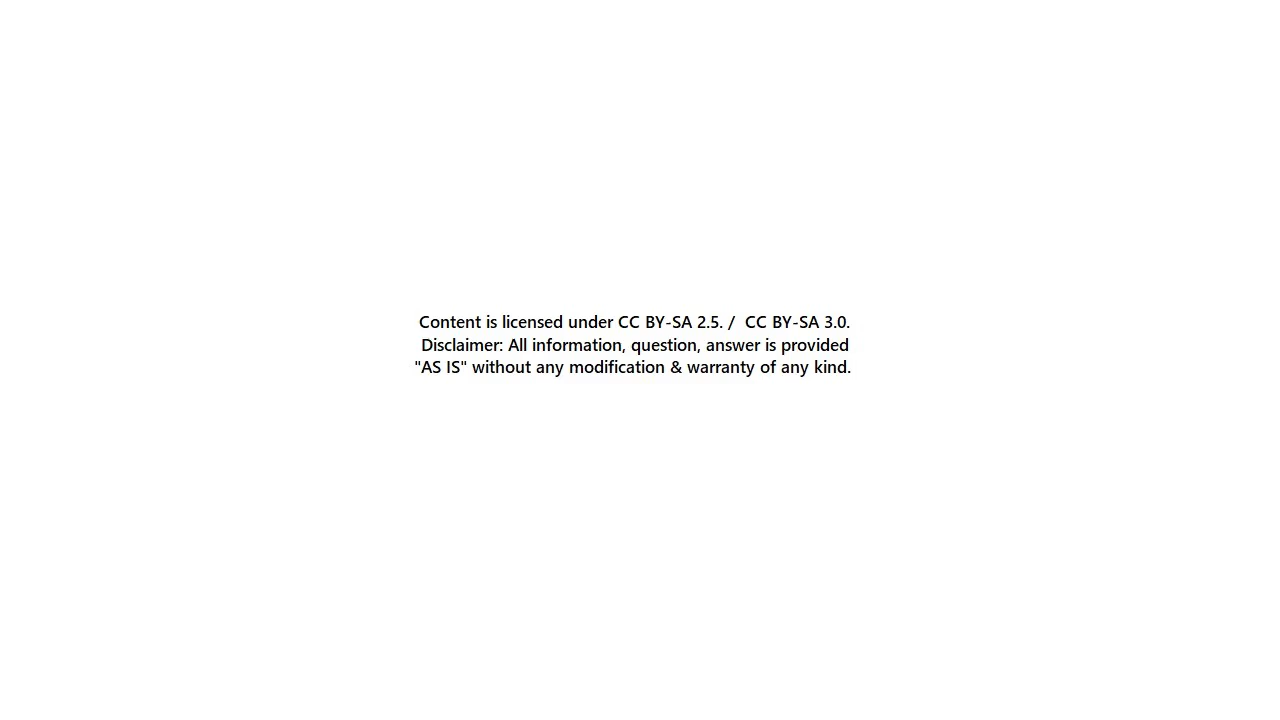 Content is licensed under CC BY-SA 2.5. /  CC BY-SA 3.0.
Disclaimer: All information, question, answer is provided
"AS IS" without any modification & warranty of any kind.